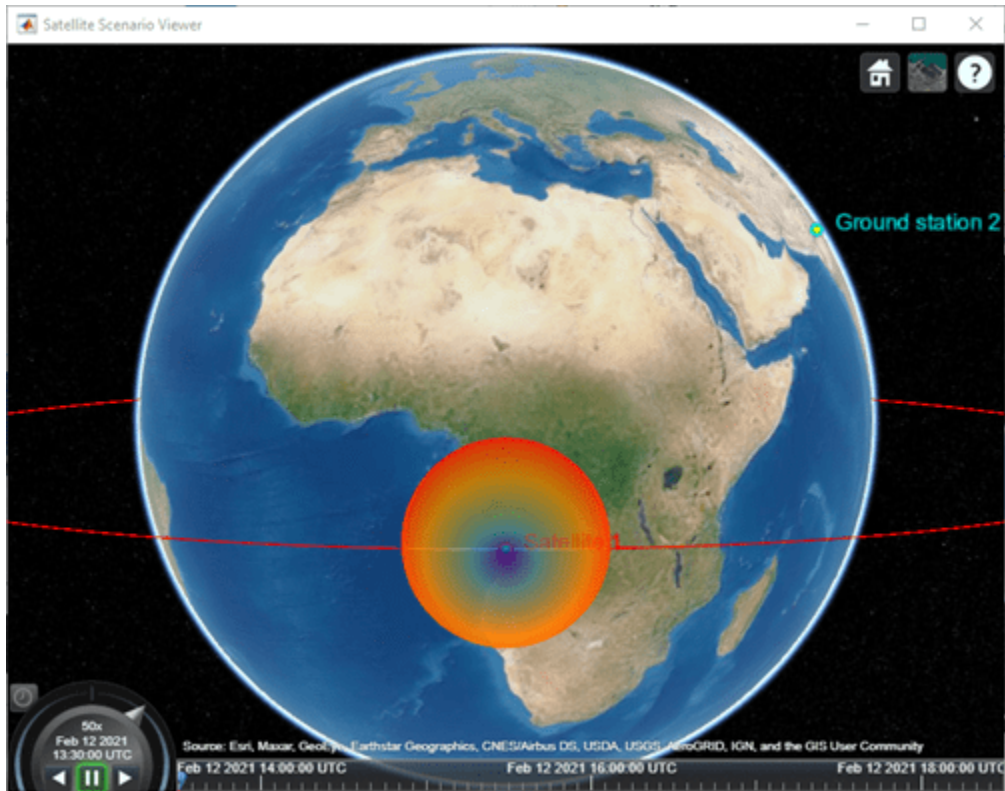 Satellite Scenario Viewer
?
Ground station 2
Satellite 1
50x
Feb 12 2021
13:30:00 UTC
Source: Esri, Maxar, Earthstar Geographics, CNES/Airbus DS, USDA, USGS, AeroGRID, IGN, and the GIS User Community
Feb 12 2021 14:00:00 UTC Feb 12 2021 16:00:00 UTC Feb 12 2021 18:00:00 UTC